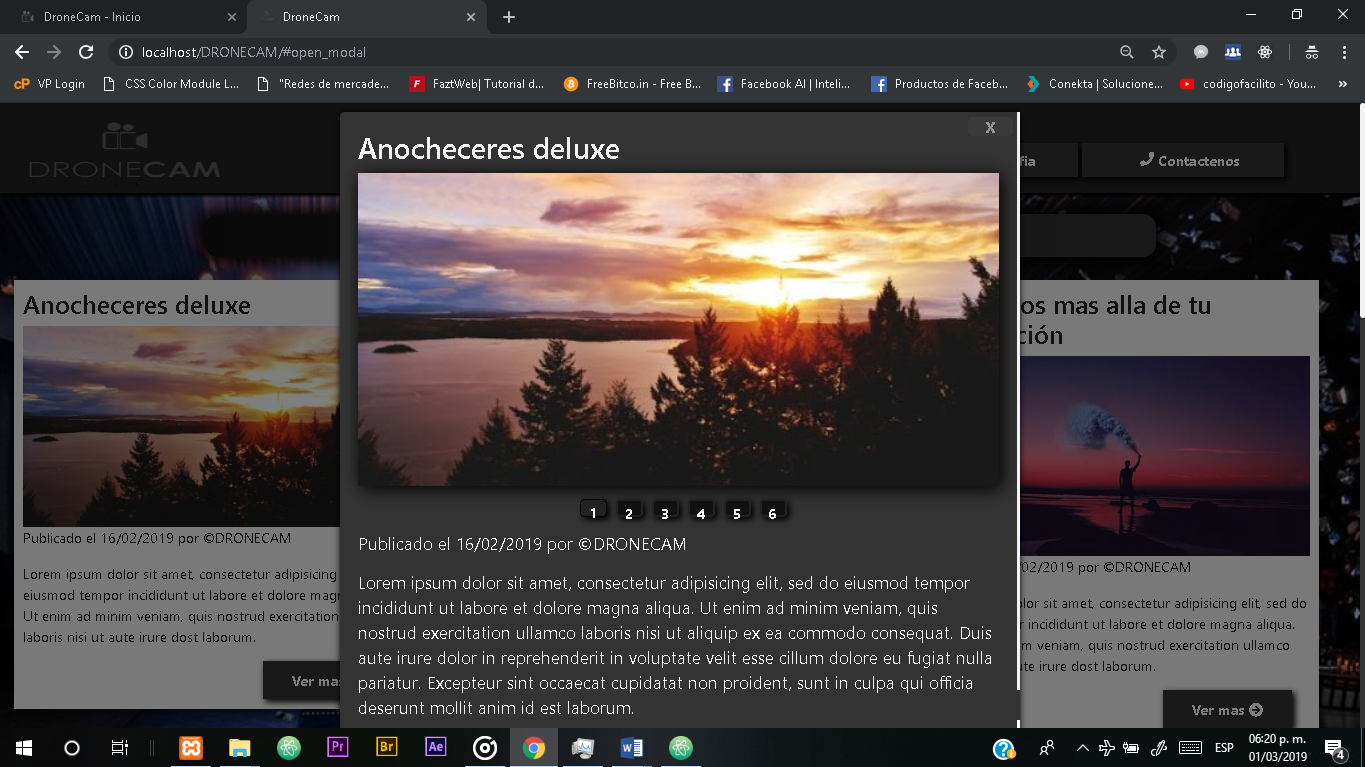 DroneCam - Inicio
DroneCam
localhost/DRONECAM/#open_modal
VP Login
CSS Color Module L...
"Redes de mercade...
FaztWeb| Tutorial d...
FreeBitco.in - Free B...
Facebook AI | Inteli...
Productos de Faceb...
Conekta | Solucione...
codigofacilito - You...
»
DRONECAM
fia
Contactenos
X
Anocheceres deluxe
1 2 3 4 5 6
Publicado el 16/02/2019 por ©DRONECAM
Lorem ipsum dolor sit amet, consectetur adipisicing elit, sed do eiusmod tempor
incididunt ut labore et dolore magna aliqua. Ut enim ad minim veniam, quis
nostrud exercitation ullamco laboris nisi ut aliquip ex ea commodo consequat. Duis
aute irure dolor in reprehenderit in voluptate velit esse cillum dolore eu fugiat nulla
pariatur. Excepteur sint occaecat cupidatat non proident, sunt in culpa qui officia
deserunt mollit anim id est laborum.
Anocheceres deluxe
Publicado el 16/02/2019 por ©DRONECAM
Lorem ipsum dolor sit amet, consectetur adipisicing
eiusmod tempor incididunt ut labore et dolore mag
Ut enim ad minim veniam, quis nostrud exercitation
laboris nisi ut aute irure dost laborum.
Ver ma
os mas alla de tu
ción
/02/2019 por ©DRONECAM
lor sit amet, consectetur adipisicing elit, sed do
r incididunt ut labore et dolore magna aliqua.
m veniam, quis nostrud exercitation ullamco
ute irure dost laborum.
Ver mas
cP
F
M
Pr
Br
Ae
W
ESP
06:20 p. m.
01/03/2019
4